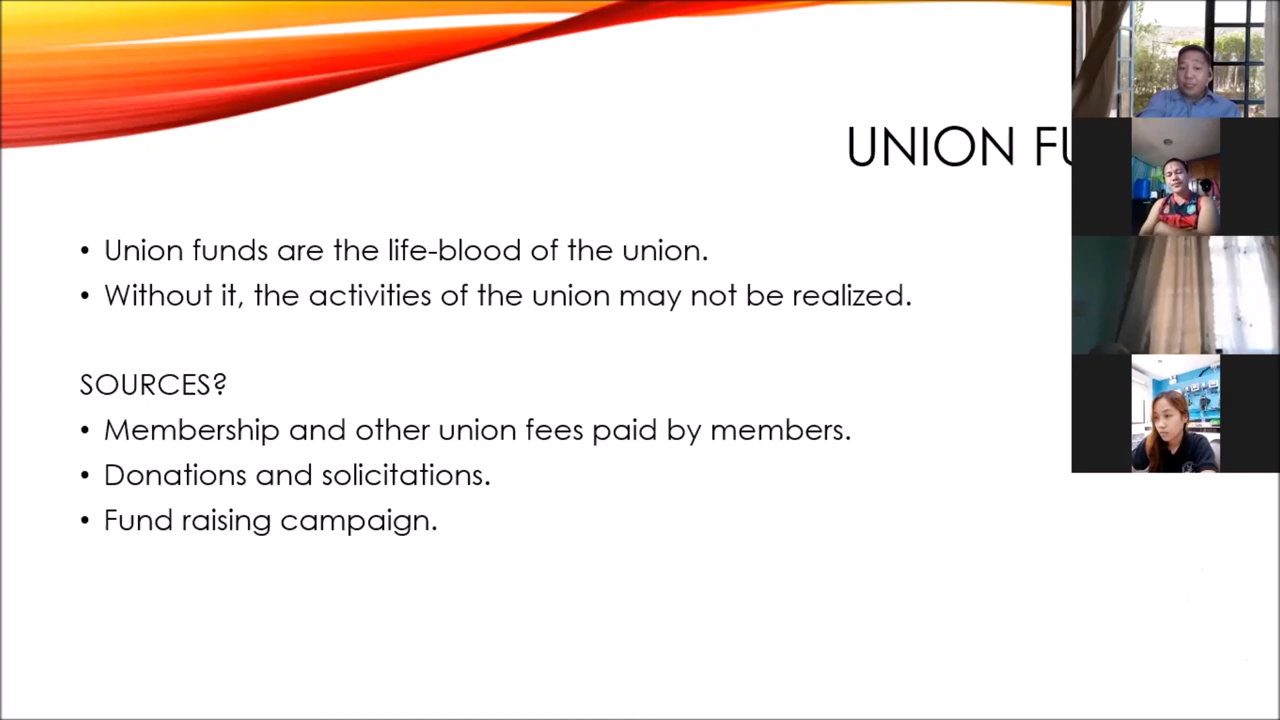 UNION
• Union funds are the life-blood of the union.
• Without it, the activities of the union may not be realized.
SOURCES?
• Membership and other union fees paid by members.
• Donations and solicitations.
• Fund raising campaign.